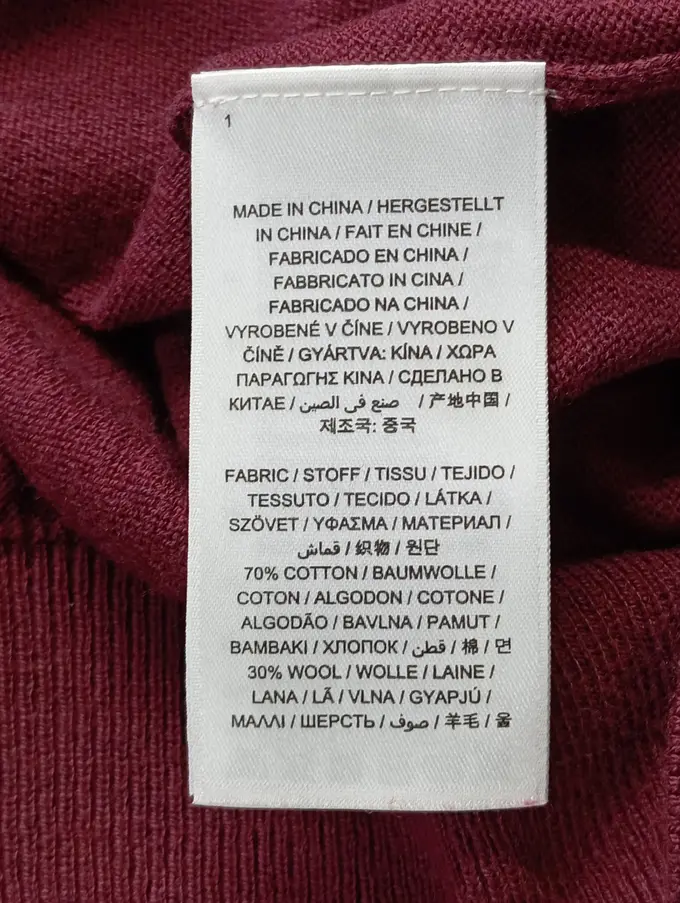 1
MADE IN CHINA / HERGESTELLT
IN CHINA / FAIT EN CHINE /
FABRICADO EN CHINA /
FABBRICATO IN CINA /
FABRICADO NA CHINA /
VYROBENÉ V ČÍNE / VYROBENO V
ČÍNĚ / GYÁRTVA: KÍNA / ΧΩΡΑ
ΠΑΡΑΓΩΓΗΣ ΚΙΝΑ / СДЕЛАНО В
КИТАЕ / صنع في الصين / 产地中国 /
제조국: 중국
FABRIC / STOFF / TISSU / TEJIDO /
TESSUTO / TECIDO / LÁTKA /
SZÖVET / ΥΦΑΣΜΑ / МАТЕРИАЛ /
قماش / 织物 / 원단
70% COTTON / BAUMWOLLE /
COTON / ALGODON / COTONE /
ALGODÃO / BAVLNA / PAMUT /
ΒΑΜΒΑΚΙ / ХЛОПОК / قطن / 棉 / 면
30% WOOL / WOLLE / LAINE /
LANA / LÃ / VLNA / GYAPJÚ /
ΜΑΛΛΙ / ШЕРСТЬ / صوف / 羊毛 / 울